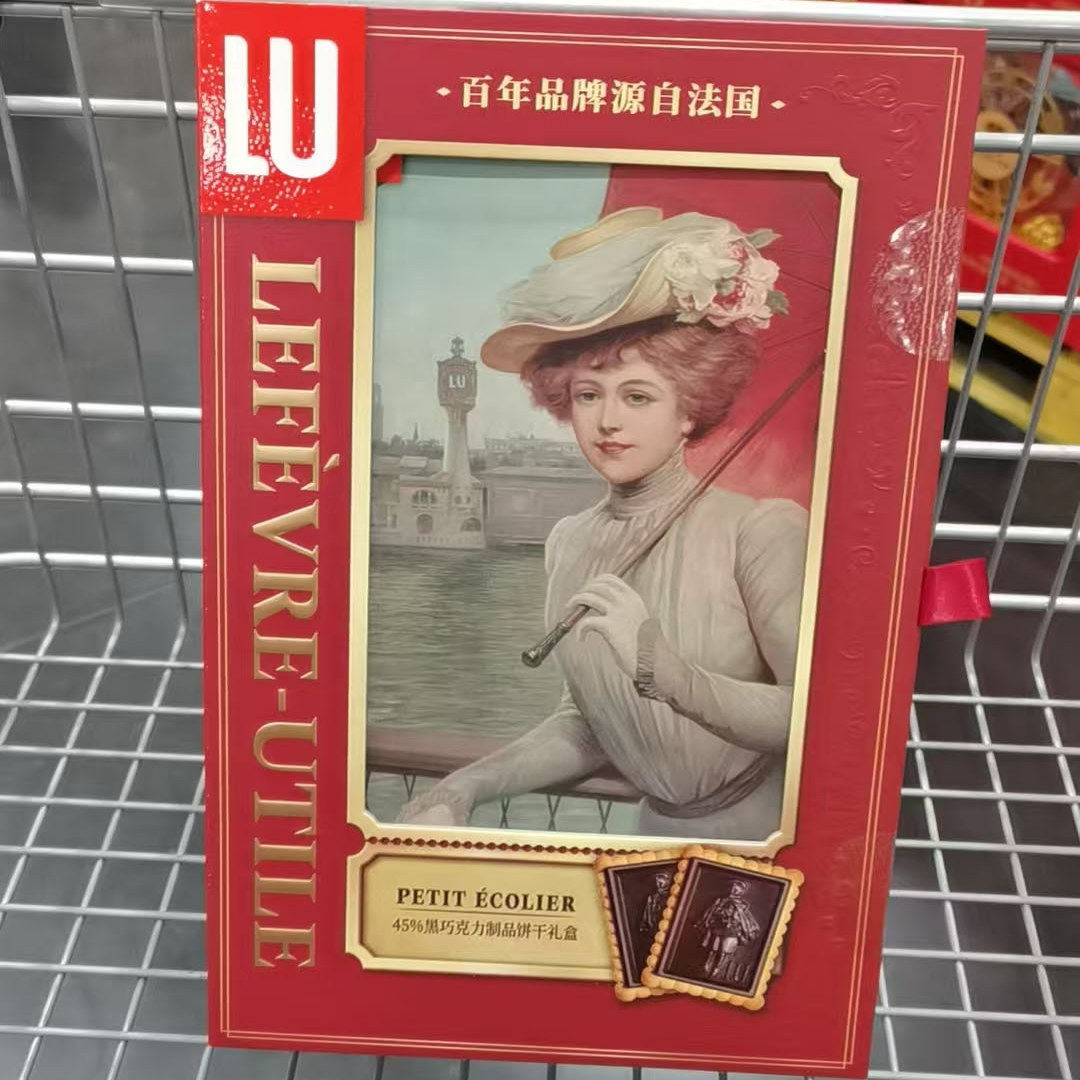 LU
百年品牌源自法国
LEFÈVRE-UTILE
LU
PETIT ÉCOLIER
45%黑巧克力制品饼干礼盒